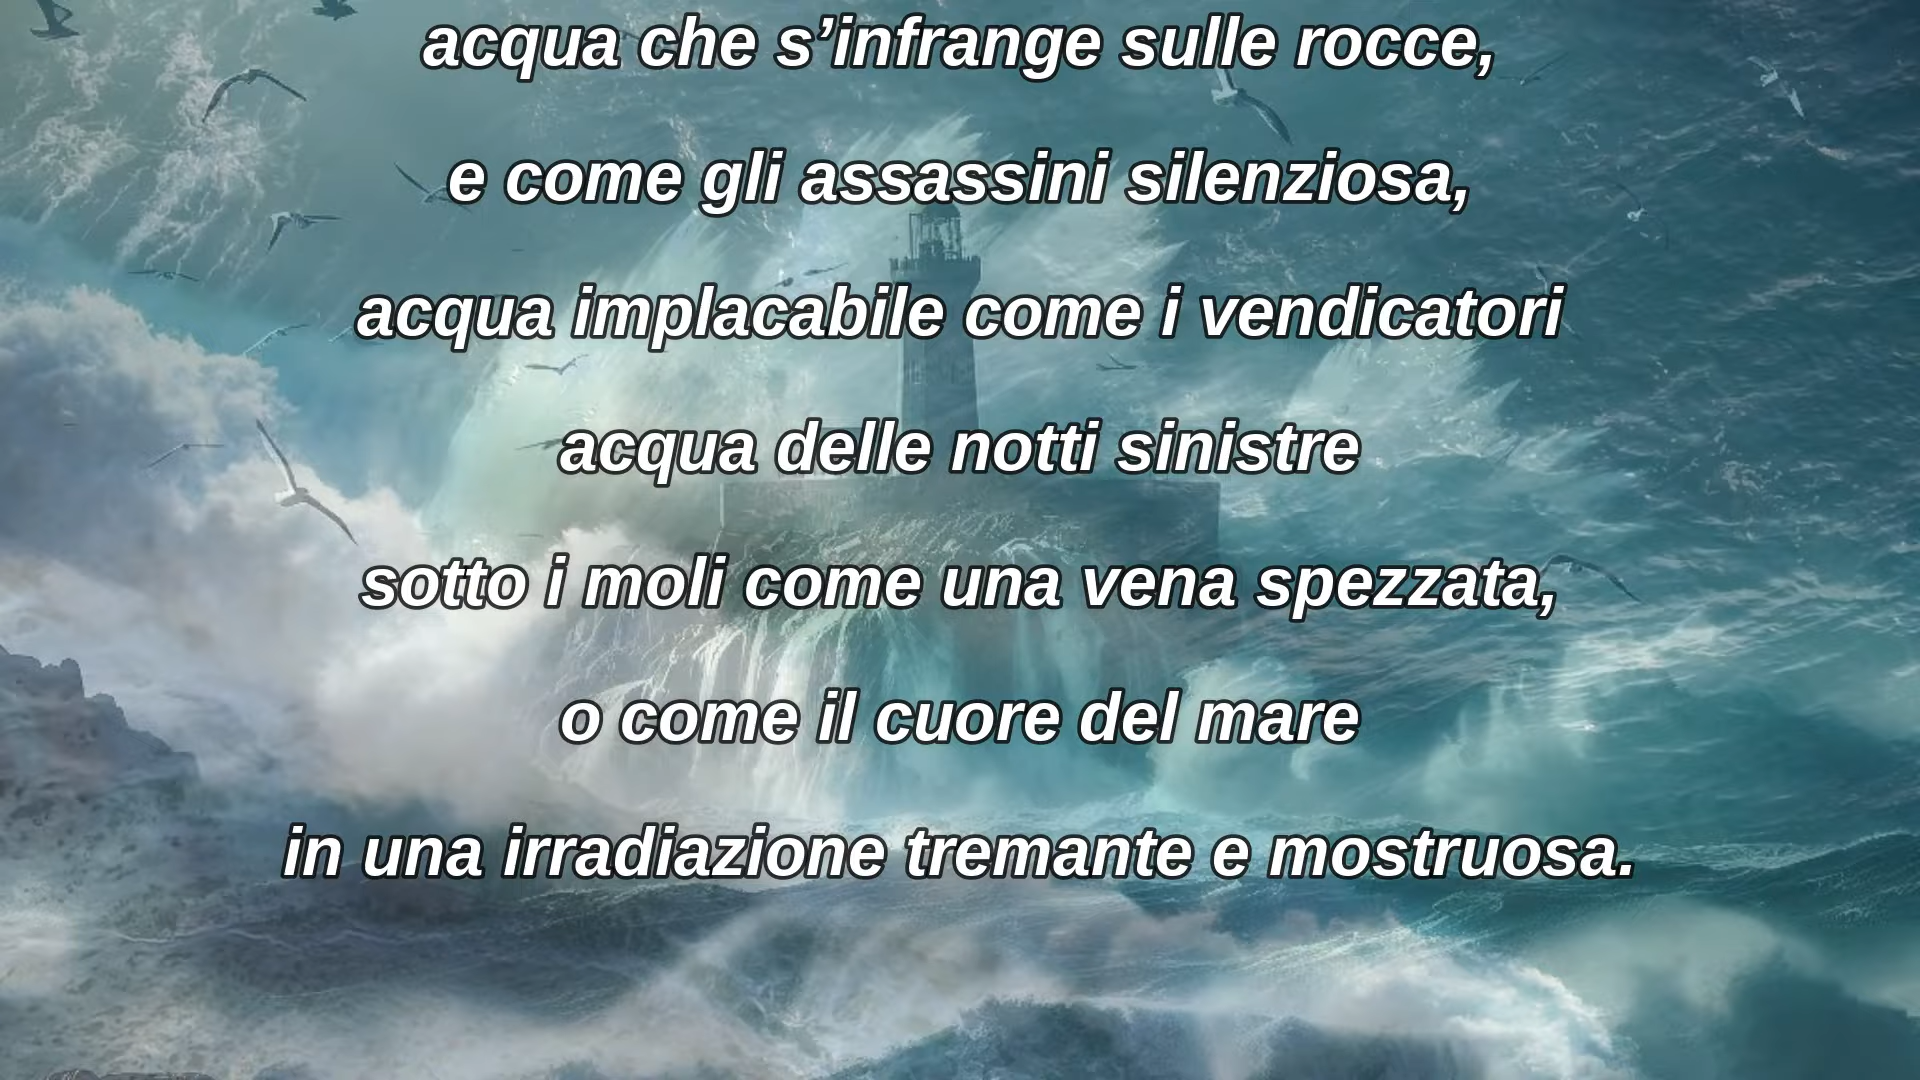 acqua che s’infrange sulle rocce,
e come gli assassini silenziosa,
acqua implacabile come i vendicatori
acqua delle notti sinistre
sotto i moli come una vena spezzata,
o come il cuore del mare
in una irradiazione tremante e mostruosa.